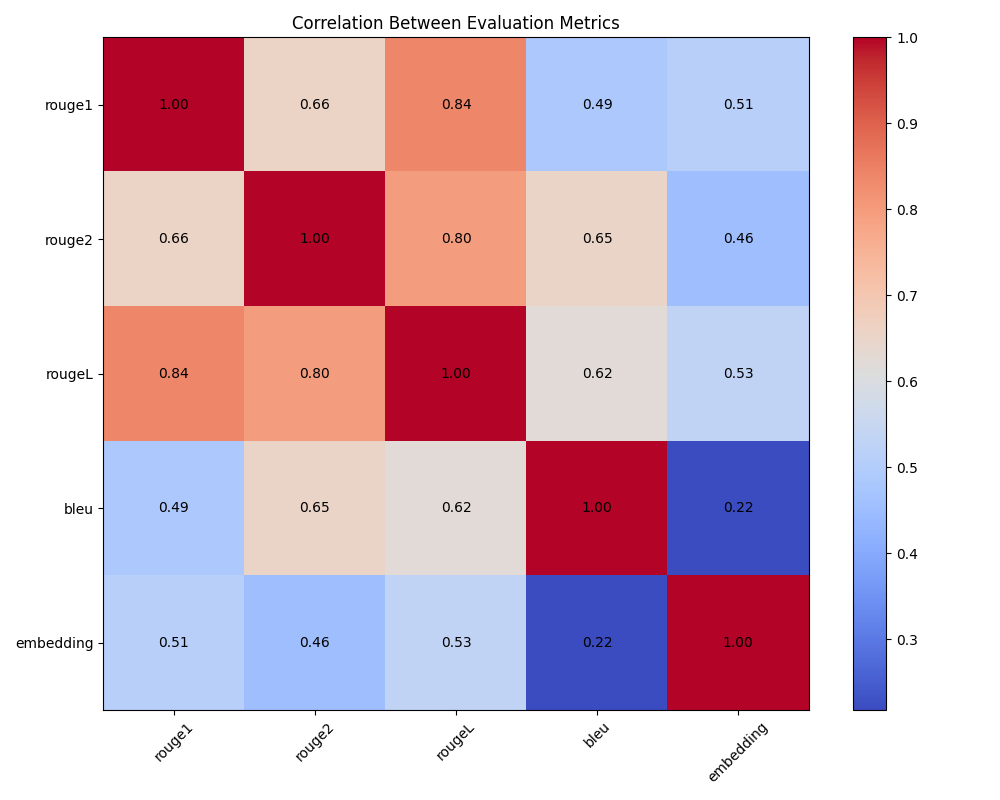 Correlation Between Evaluation Metrics
rouge1 1.00 0.66 0.84 0.49 0.51
rouge2 0.66 1.00 0.80 0.65 0.46
rougeL 0.84 0.80 1.00 0.62 0.53
bleu 0.49 0.65 0.62 1.00 0.22
embedding 0.51 0.46 0.53 0.22 1.00
rouge1 rouge2 rougeL bleu embedding
1.0
0.9
0.8
0.7
0.6
0.5
0.4
0.3